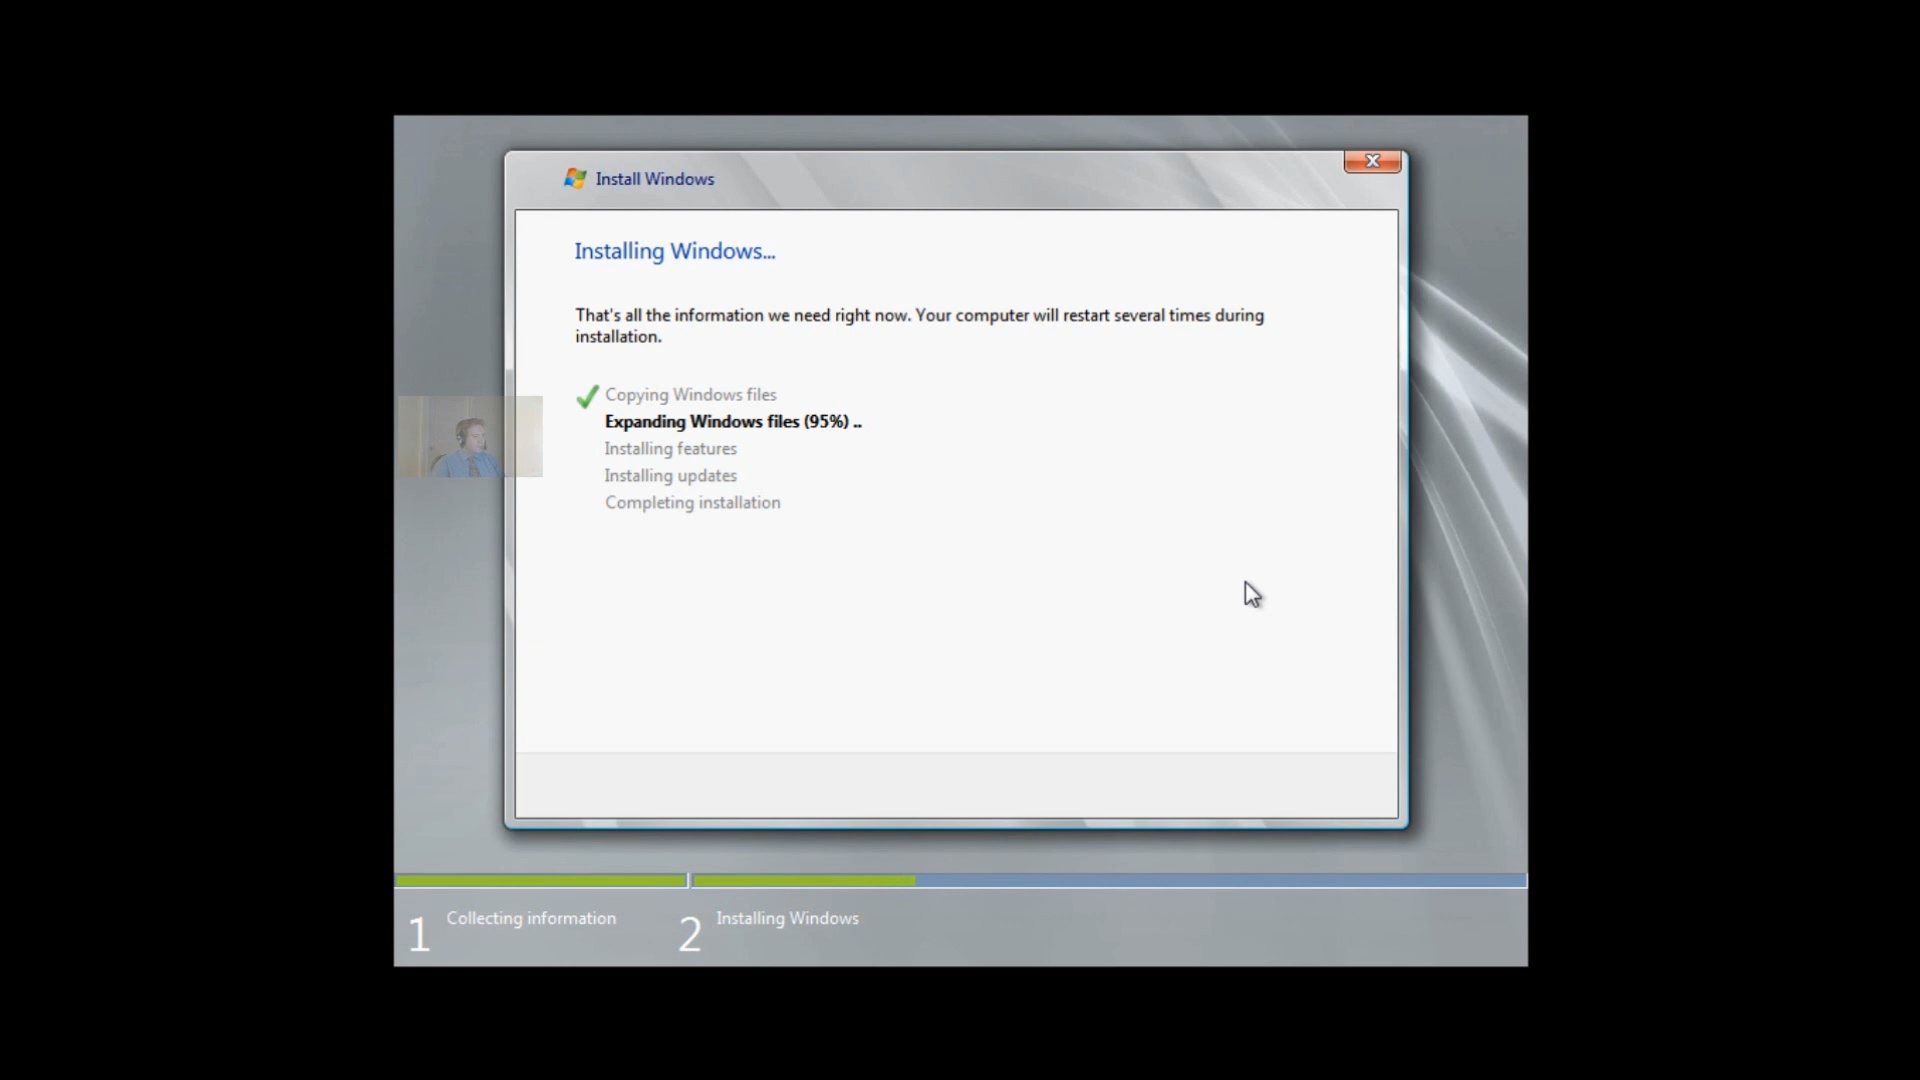 Install Windows
Installing Windows...
That's all the information we need right now. Your computer will restart several times during
installation.
Copying Windows files
Expanding Windows files (95%) ..
Installing features
Installing updates
Completing installation
1 Collecting information
2 Installing Windows